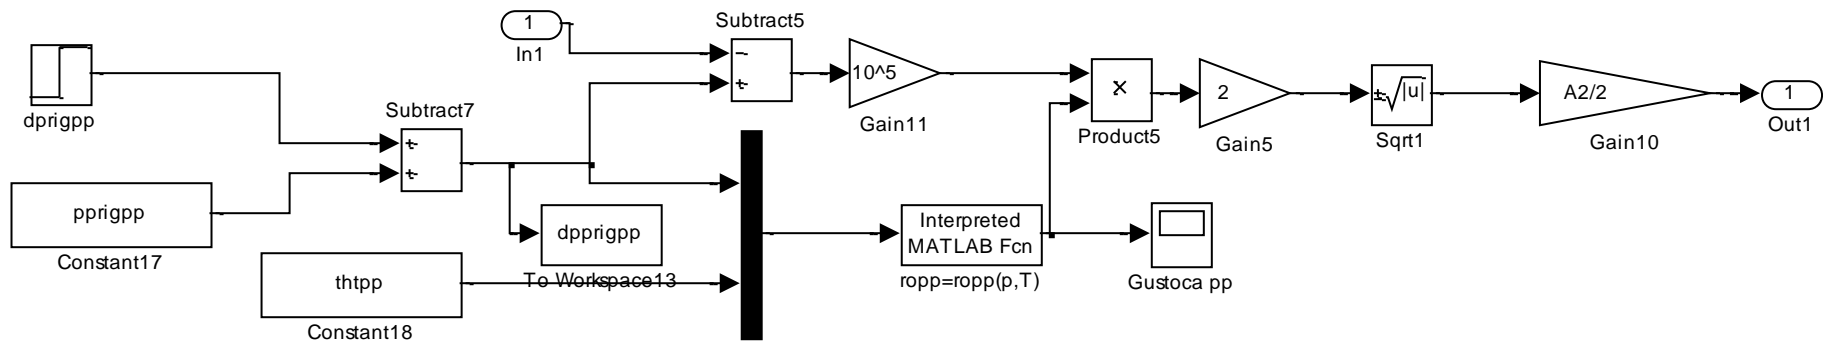 1
In1
Subtract5
-
+
10^5
Gain11
x
Product5
2
Gain5
±√|u|
Sqrt1
A2/2
Gain10
1
Out1
dprigpp
Subtract7
+
+
pprigpp
Constant17
dpprigpp
To Workspace13
thtpp
Constant18
Interpreted
MATLAB Fcn
ropp=ropp(p,T)
Gustoca pp